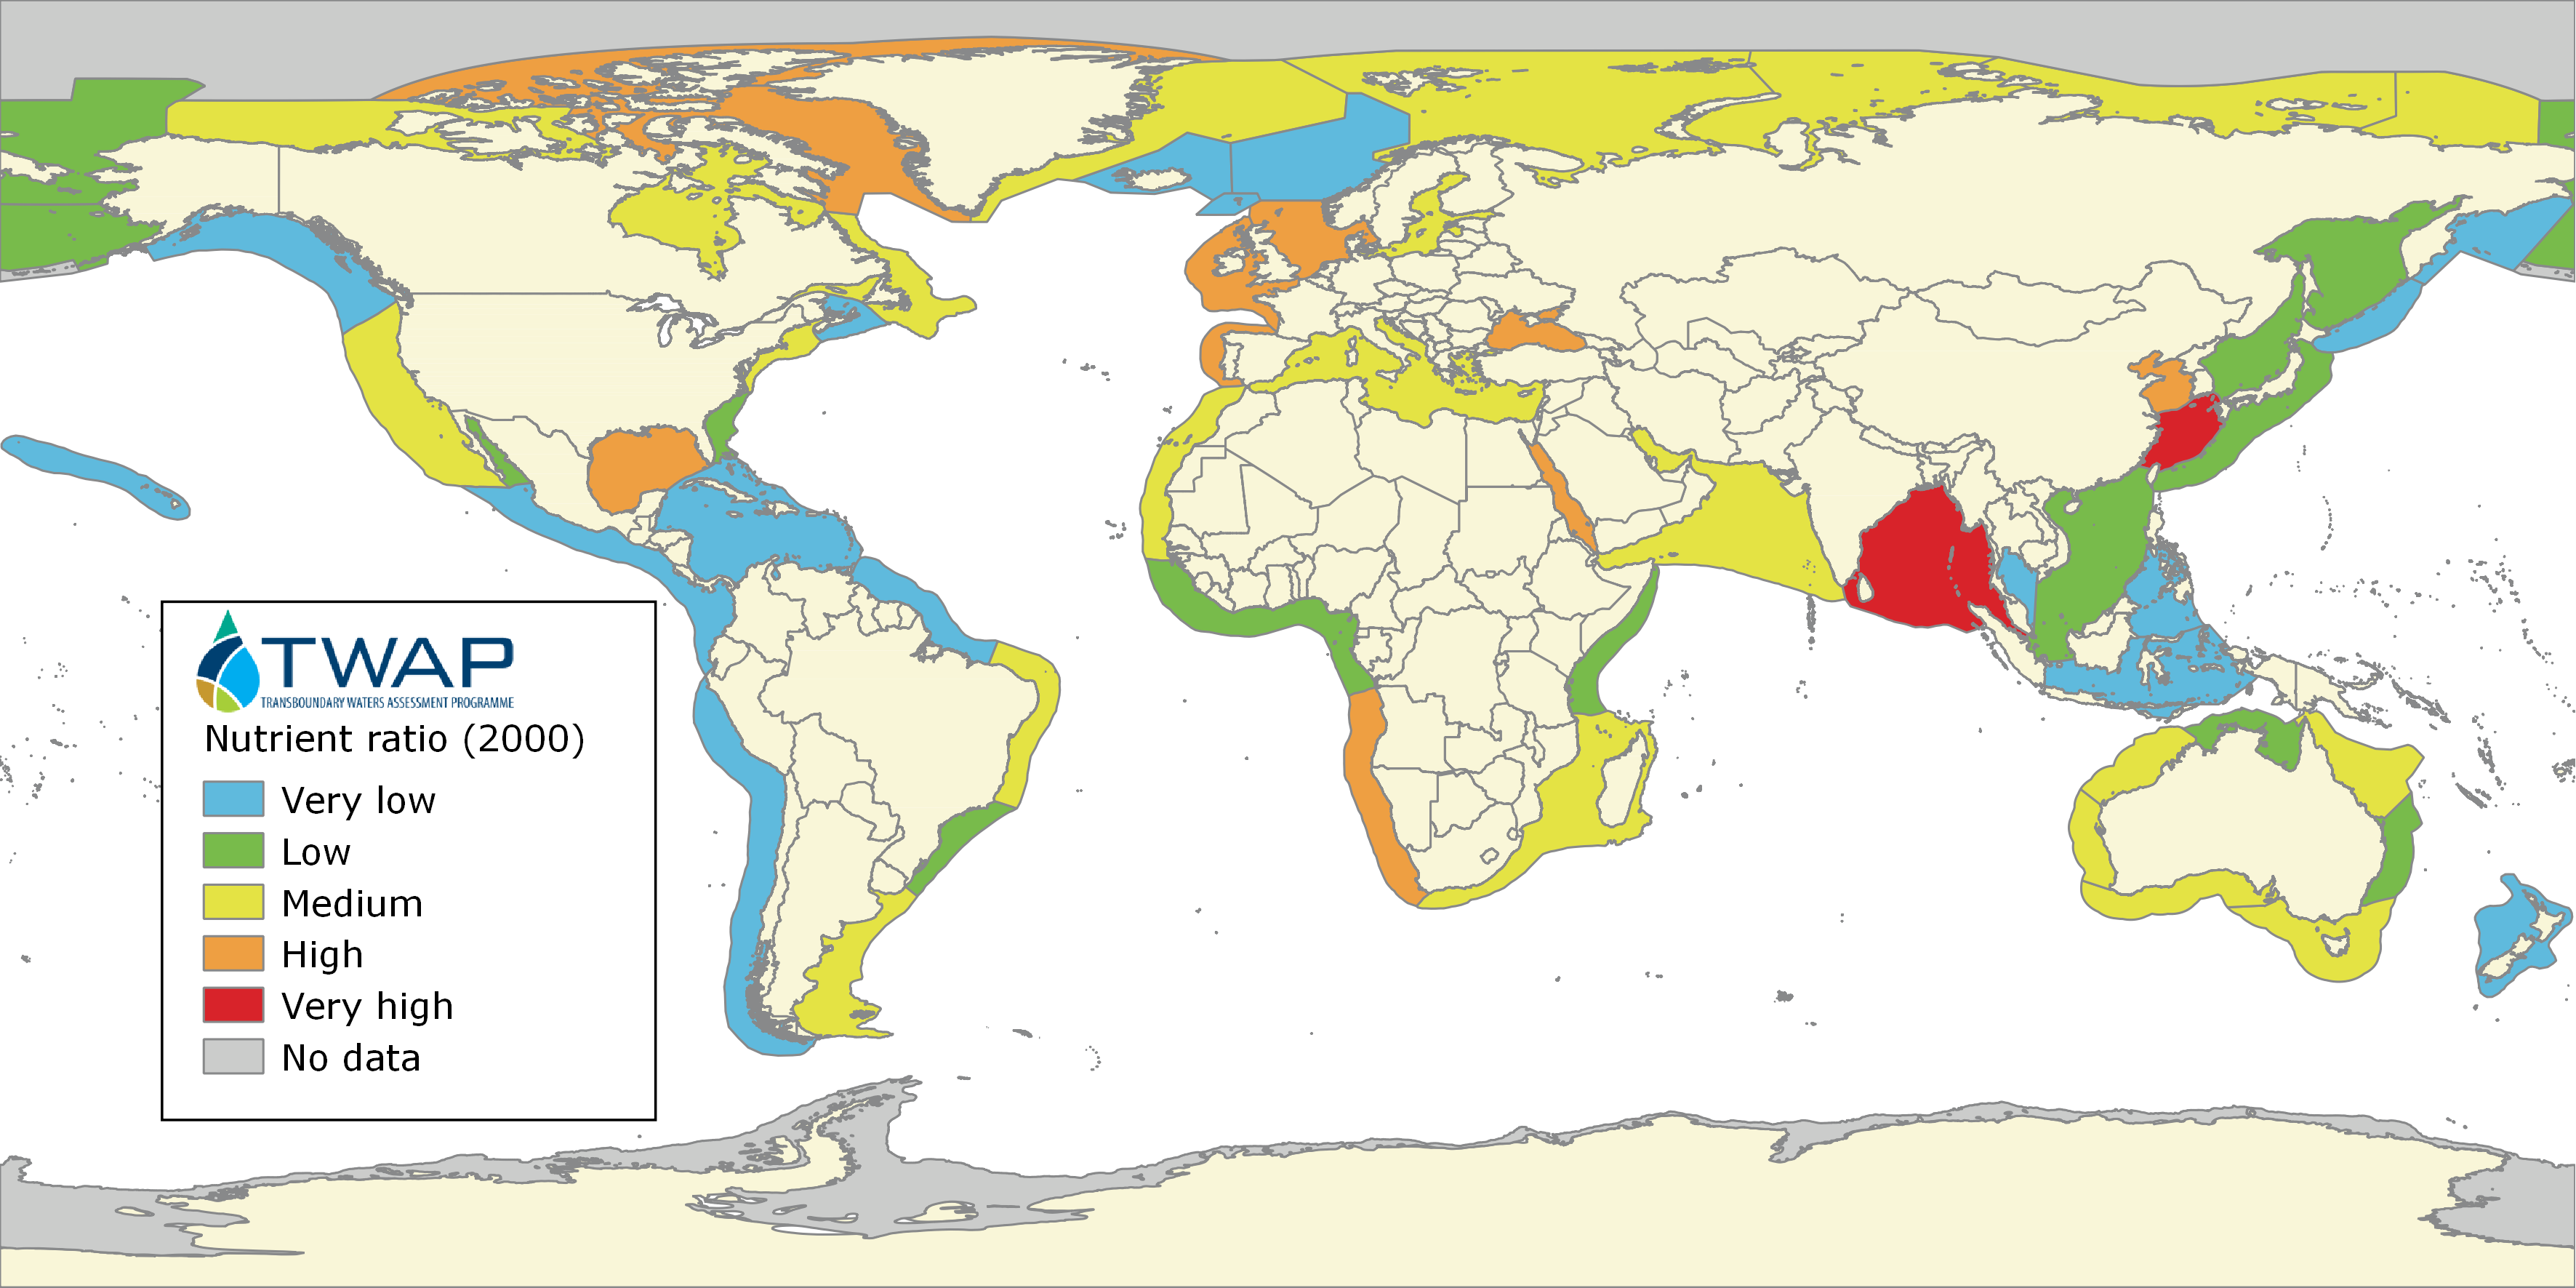 TWAP
TRANSBOUNDARY WATERS ASSESSMENT PROGRAMME
Nutrient ratio (2000)
Very low
Low
Medium
High
Very high
No data